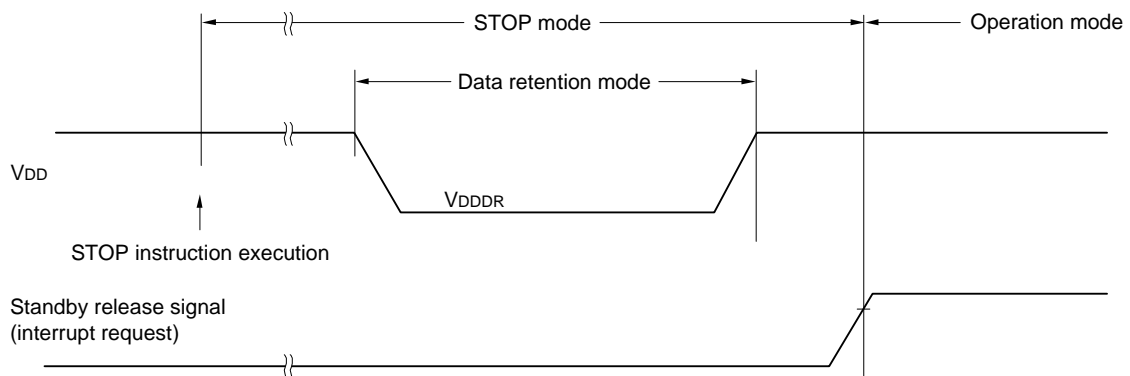 STOP mode
Operation mode
Data retention mode
VDD
VDDDR
STOP instruction execution
Standby release signal
(interrupt request)